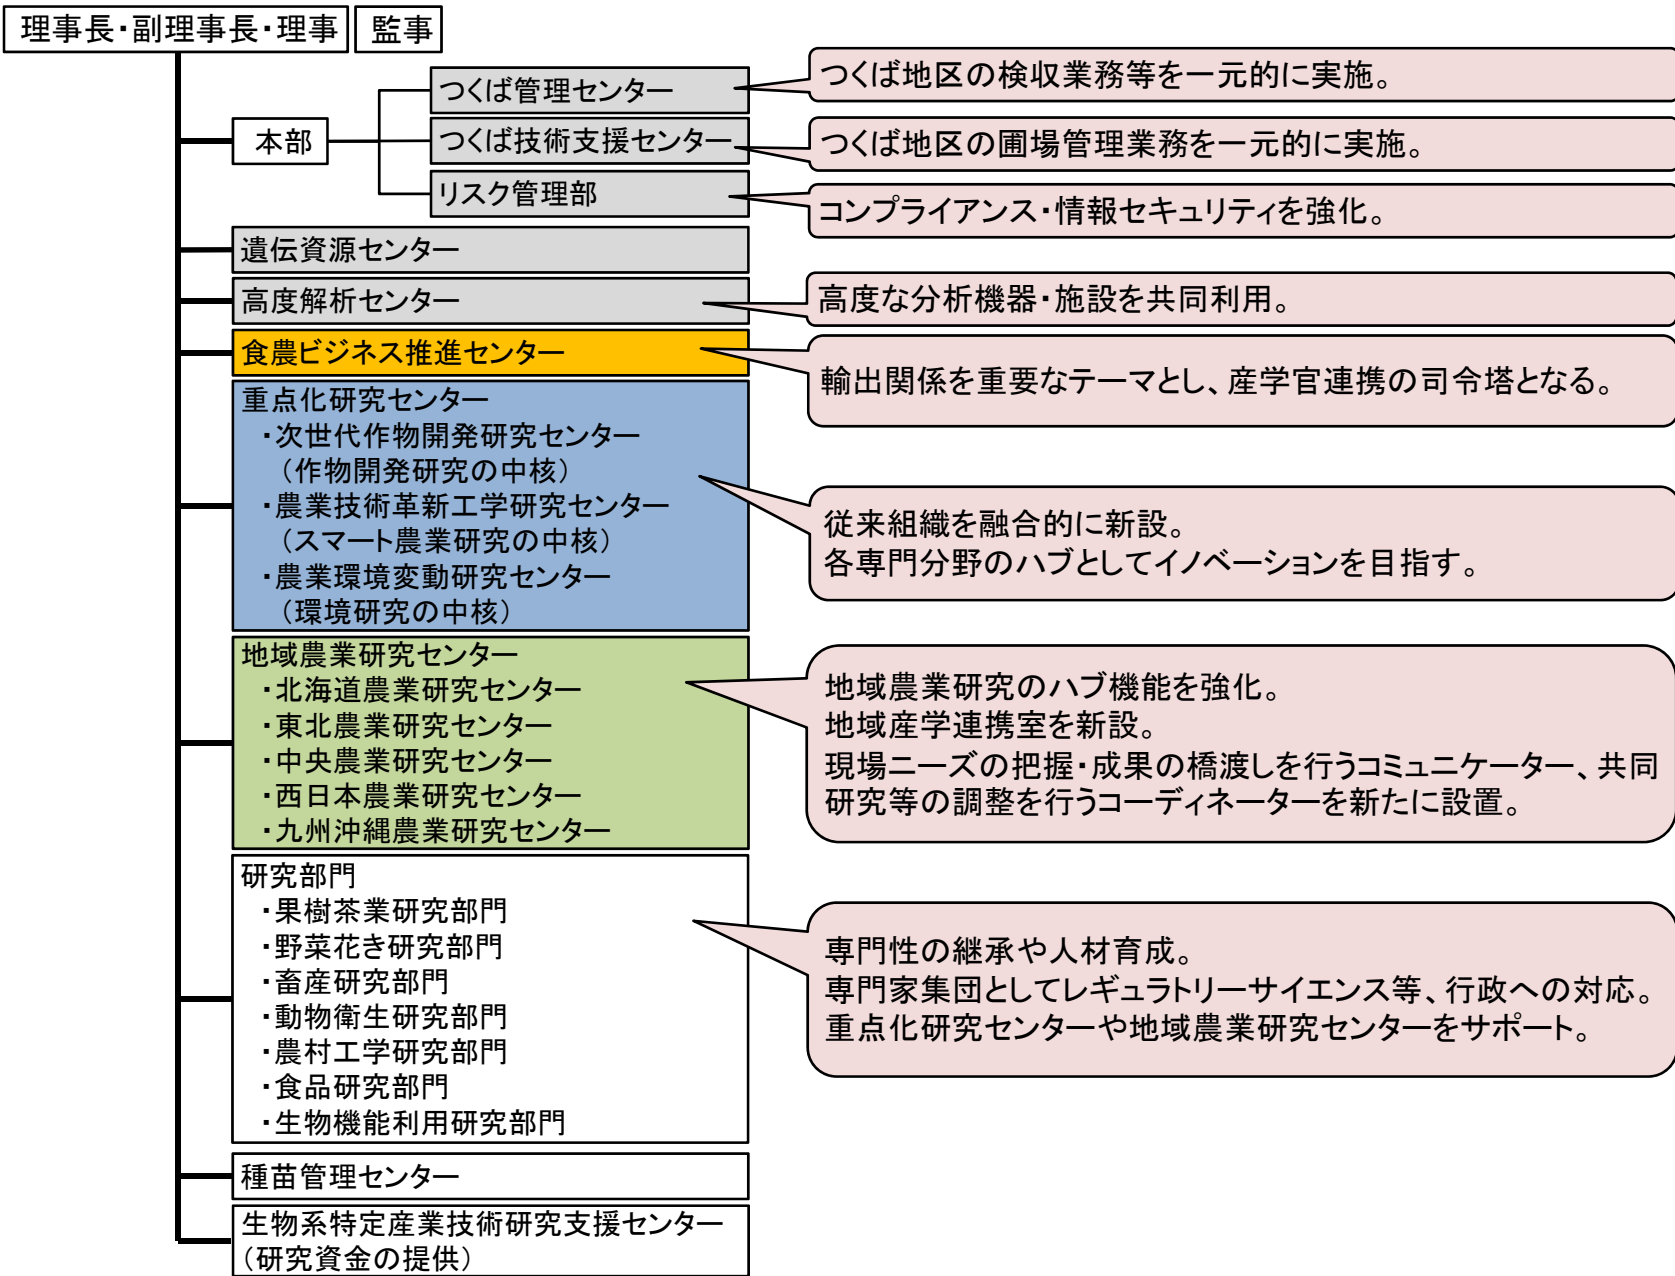 理事長・副理事長・理事
監事
つくば管理センター
つくば地区の検収業務等を一元的に実施。
本部
つくば技術支援センター
つくば地区の圃場管理業務を一元的に実施。
リスク管理部
コンプライアンス・情報セキュリティを強化。
遺伝資源センター
高度解析センター
高度な分析機器・施設を共同利用。
食農ビジネス推進センター
輸出関係を重要なテーマとし、産学官連携の司令塔となる。
重点化研究センター
・次世代作物開発研究センター
（作物開発研究の中核）
・農業技術革新工学研究センター
（スマート農業研究の中核）
・農業環境変動研究センター
（環境研究の中核）
従来組織を融合的に新設。
各専門分野のハブとしてイノベーションを目指す。
地域農業研究センター
・北海道農業研究センター
・東北農業研究センター
・中央農業研究センター
・西日本農業研究センター
・九州沖縄農業研究センター
地域農業研究のハブ機能を強化。
地域産学連携室を新設。
現場ニーズの把握・成果の橋渡しを行うコミュニケーター、共同
研究等の調整を行うコーディネーターを新たに設置。
研究部門
・果樹茶業研究部門
・野菜花き研究部門
・畜産研究部門
・動物衛生研究部門
・農村工学研究部門
・食品研究部門
・生物機能利用研究部門
専門性の継承や人材育成。
専門家集団としてレギュラトリーサイエンス等、行政への対応。
重点化研究センターや地域農業研究センターをサポート。
種苗管理センター
生物系特定産業技術研究支援センター
（研究資金の提供）